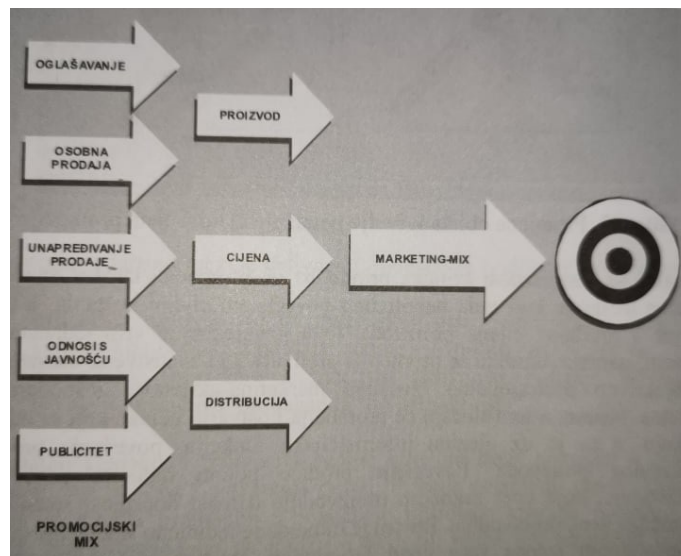 OGLAŠAVANJE
OSOBNA
PRODAJA
UNAPREĐIVANJE
PRODAJE
ODNOSI S
JAVNOŠĆU
PUBLICITET
PROMOCIJSKI
MIX
PROIZVOD
CIJENA
DISTRIBUCIJA
MARKETING-MIX